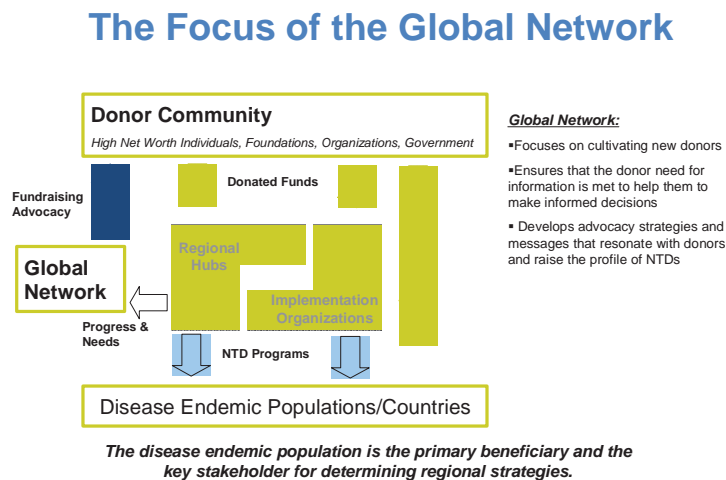 The Focus of the Global Network
Donor Community
High Net Worth Individuals, Foundations, Organizations, Government
Fundraising
Advocacy
Donated Funds
Regional
Hubs
Global
Network
Implementation
Organizations
Progress &
Needs
NTD Programs
Disease Endemic Populations/Countries
Global Network:
▪Focuses on cultivating new donors
▪Ensures that the donor need for
information is met to help them to
make informed decisions
▪ Develops advocacy strategies and
messages that resonate with donors
and raise the profile of NTDs
The disease endemic population is the primary beneficiary and the
key stakeholder for determining regional strategies.